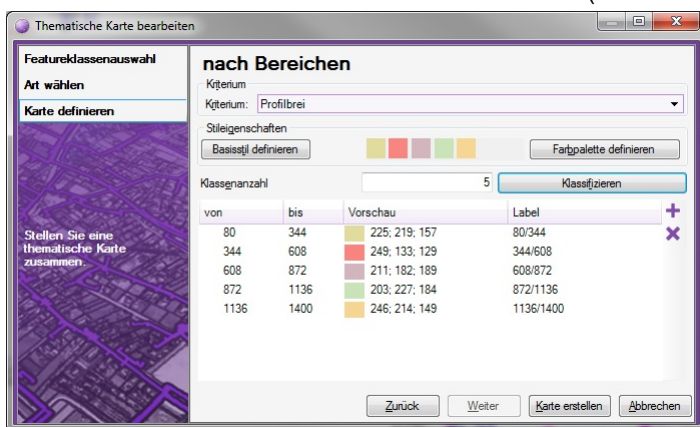 Thematische Karte bearbeiten
Featureklassenauswahl
Art wählen
Karte definieren
Stellen Sie eine
thematische Karte
zusammen.
nach Bereichen
Kriterium
Kriterium: Profilbrei
Stileigenschaften
Basisstil definieren Farbpalette definieren
Klassenanzahl 5 Klassifizieren
von bis Vorschau Label
80 344 225; 219; 157 80/344
344 608 249; 133; 129 344/608
608 872 211; 182; 189 608/872
872 1136 203; 227; 184 872/1136
1136 1400 246; 214; 149 1136/1400
Zurück Weiter Karte erstellen Abbrechen